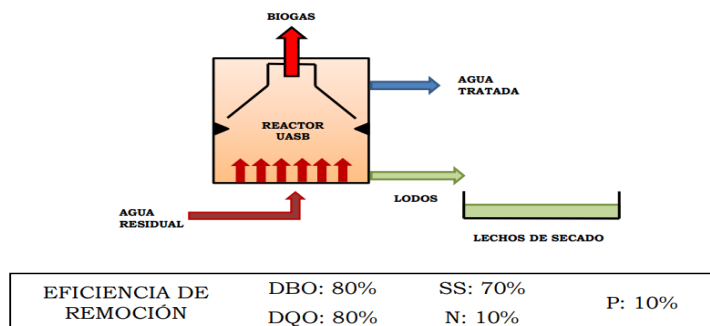 BIOGAS
AGUA
TRATADA
REACTOR
UASB
LODOS
AGUA
RESIDUAL
LECHOS DE SECADO
EFICIENCIA DE
REMOCIÓN
DBO: 80%
DQO: 80%
SS: 70%
N: 10%
P: 10%